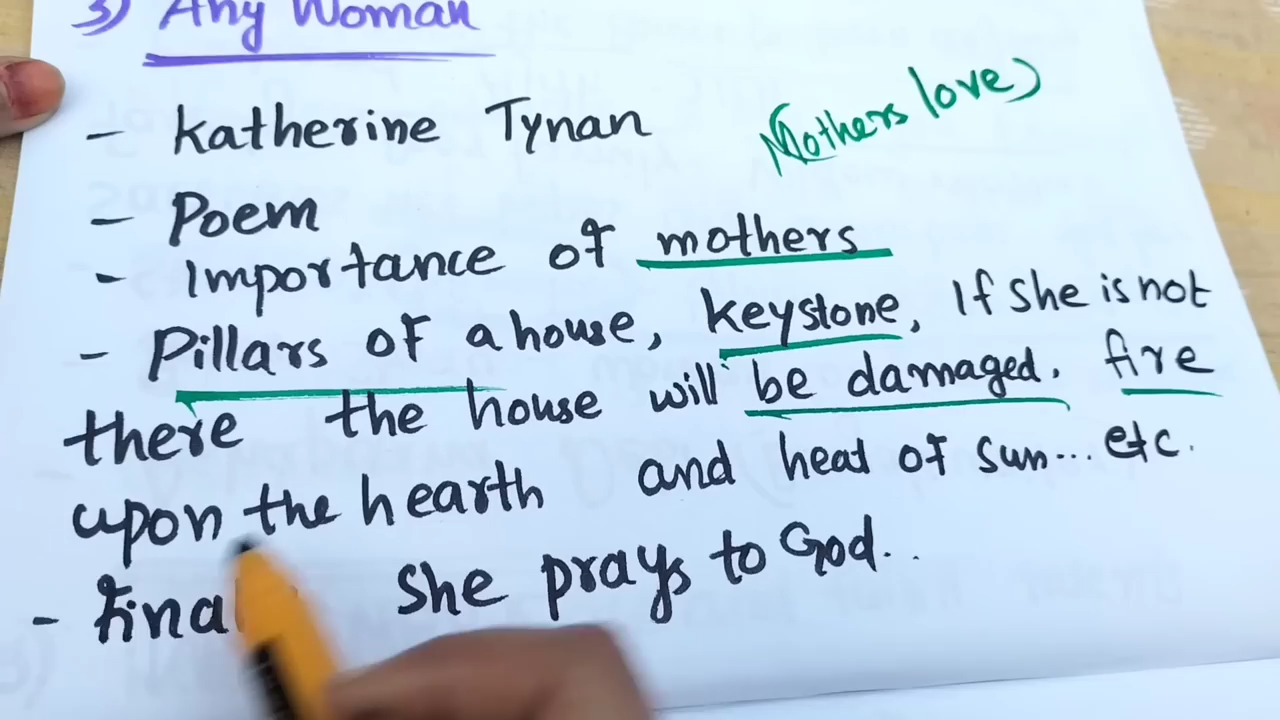 3) Any Woman
- Katherine Tynan
(Mothers love)
- Poem
- Importance of mothers
- Pillars of a house, keystone, If she is not
there the house will be damaged. fire
upon the hearth and heat of sun... etc.
- she prays to God..